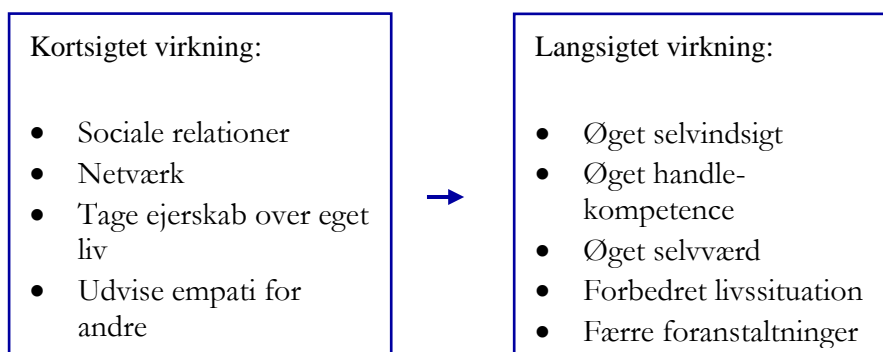 Kortsigtet virkning:
• Sociale relationer
• Netværk
• Tage ejerskab over eget
liv
• Udvise empati for
andre
Langsigtet virkning:
• Øget selvindsigt
• Øget handle-
kompetence
• Øget selvværd
• Forbedret livssituation
• Færre foranstaltninger